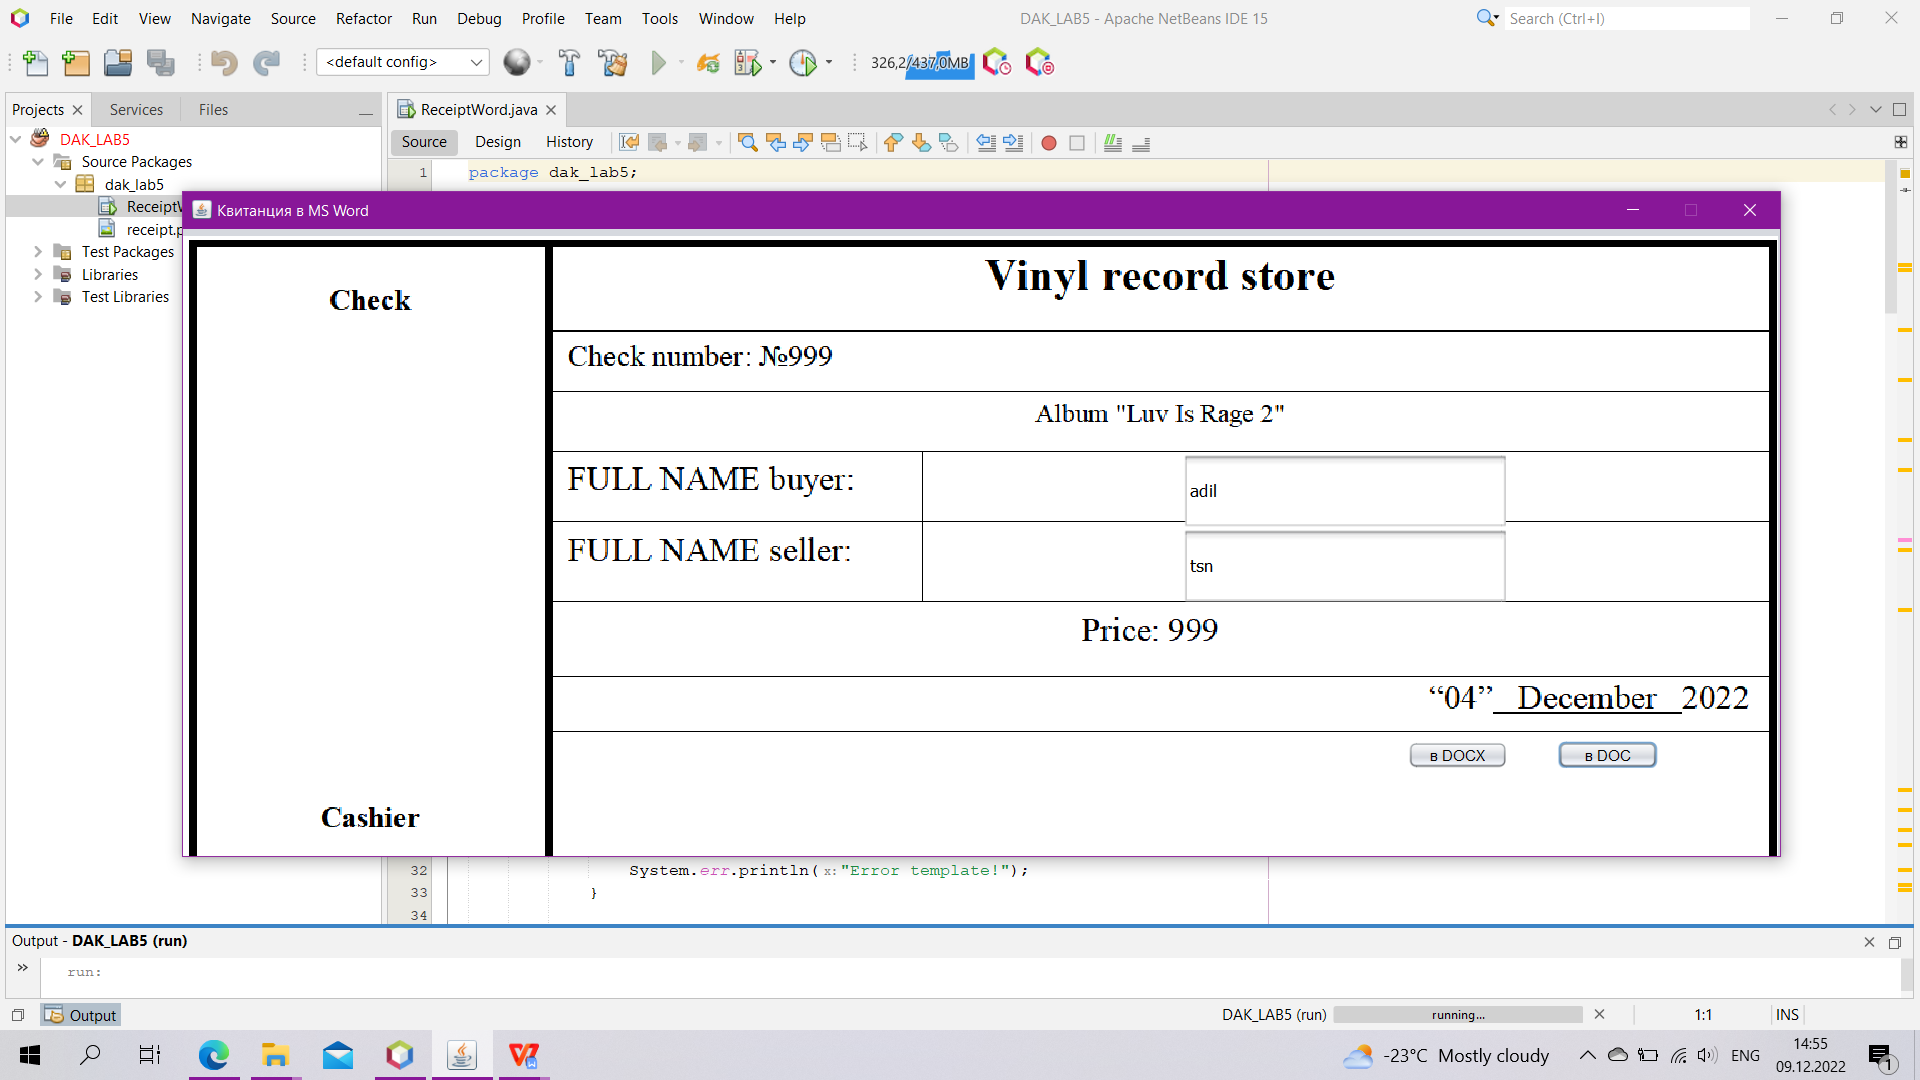 File Edit View Navigate Source Refactor Run Debug Profile Team Tools Window Help
DAK_LAB5 - Apache NetBeans IDE 15
Search (Ctrl+I)
<default config>
326,2/437,0MB
Projects Services Files
ReceiptWord.java
DAK_LAB5
Source Packages
dak_lab5
ReceiptW
receipt.p
Test Packages
Libraries
Test Libraries
Source Design History
1 package dak_lab5;
Квитанция в MS Word
Check
Vinyl record store
Check number: №999
Album "Luv Is Rage 2"
FULL NAME buyer:
adil
FULL NAME seller:
tsn
Price: 999
“04”_ December _2022
в DOCX в DOC
Cashier
32 System.err.println(x:"Error template!");
33 }
34
Output - DAK_LAB5 (run)
run:
Output
DAK_LAB5 (run) running... 1:1 INS
-23°C Mostly cloudy
ENG
14:55
09.12.2022
1